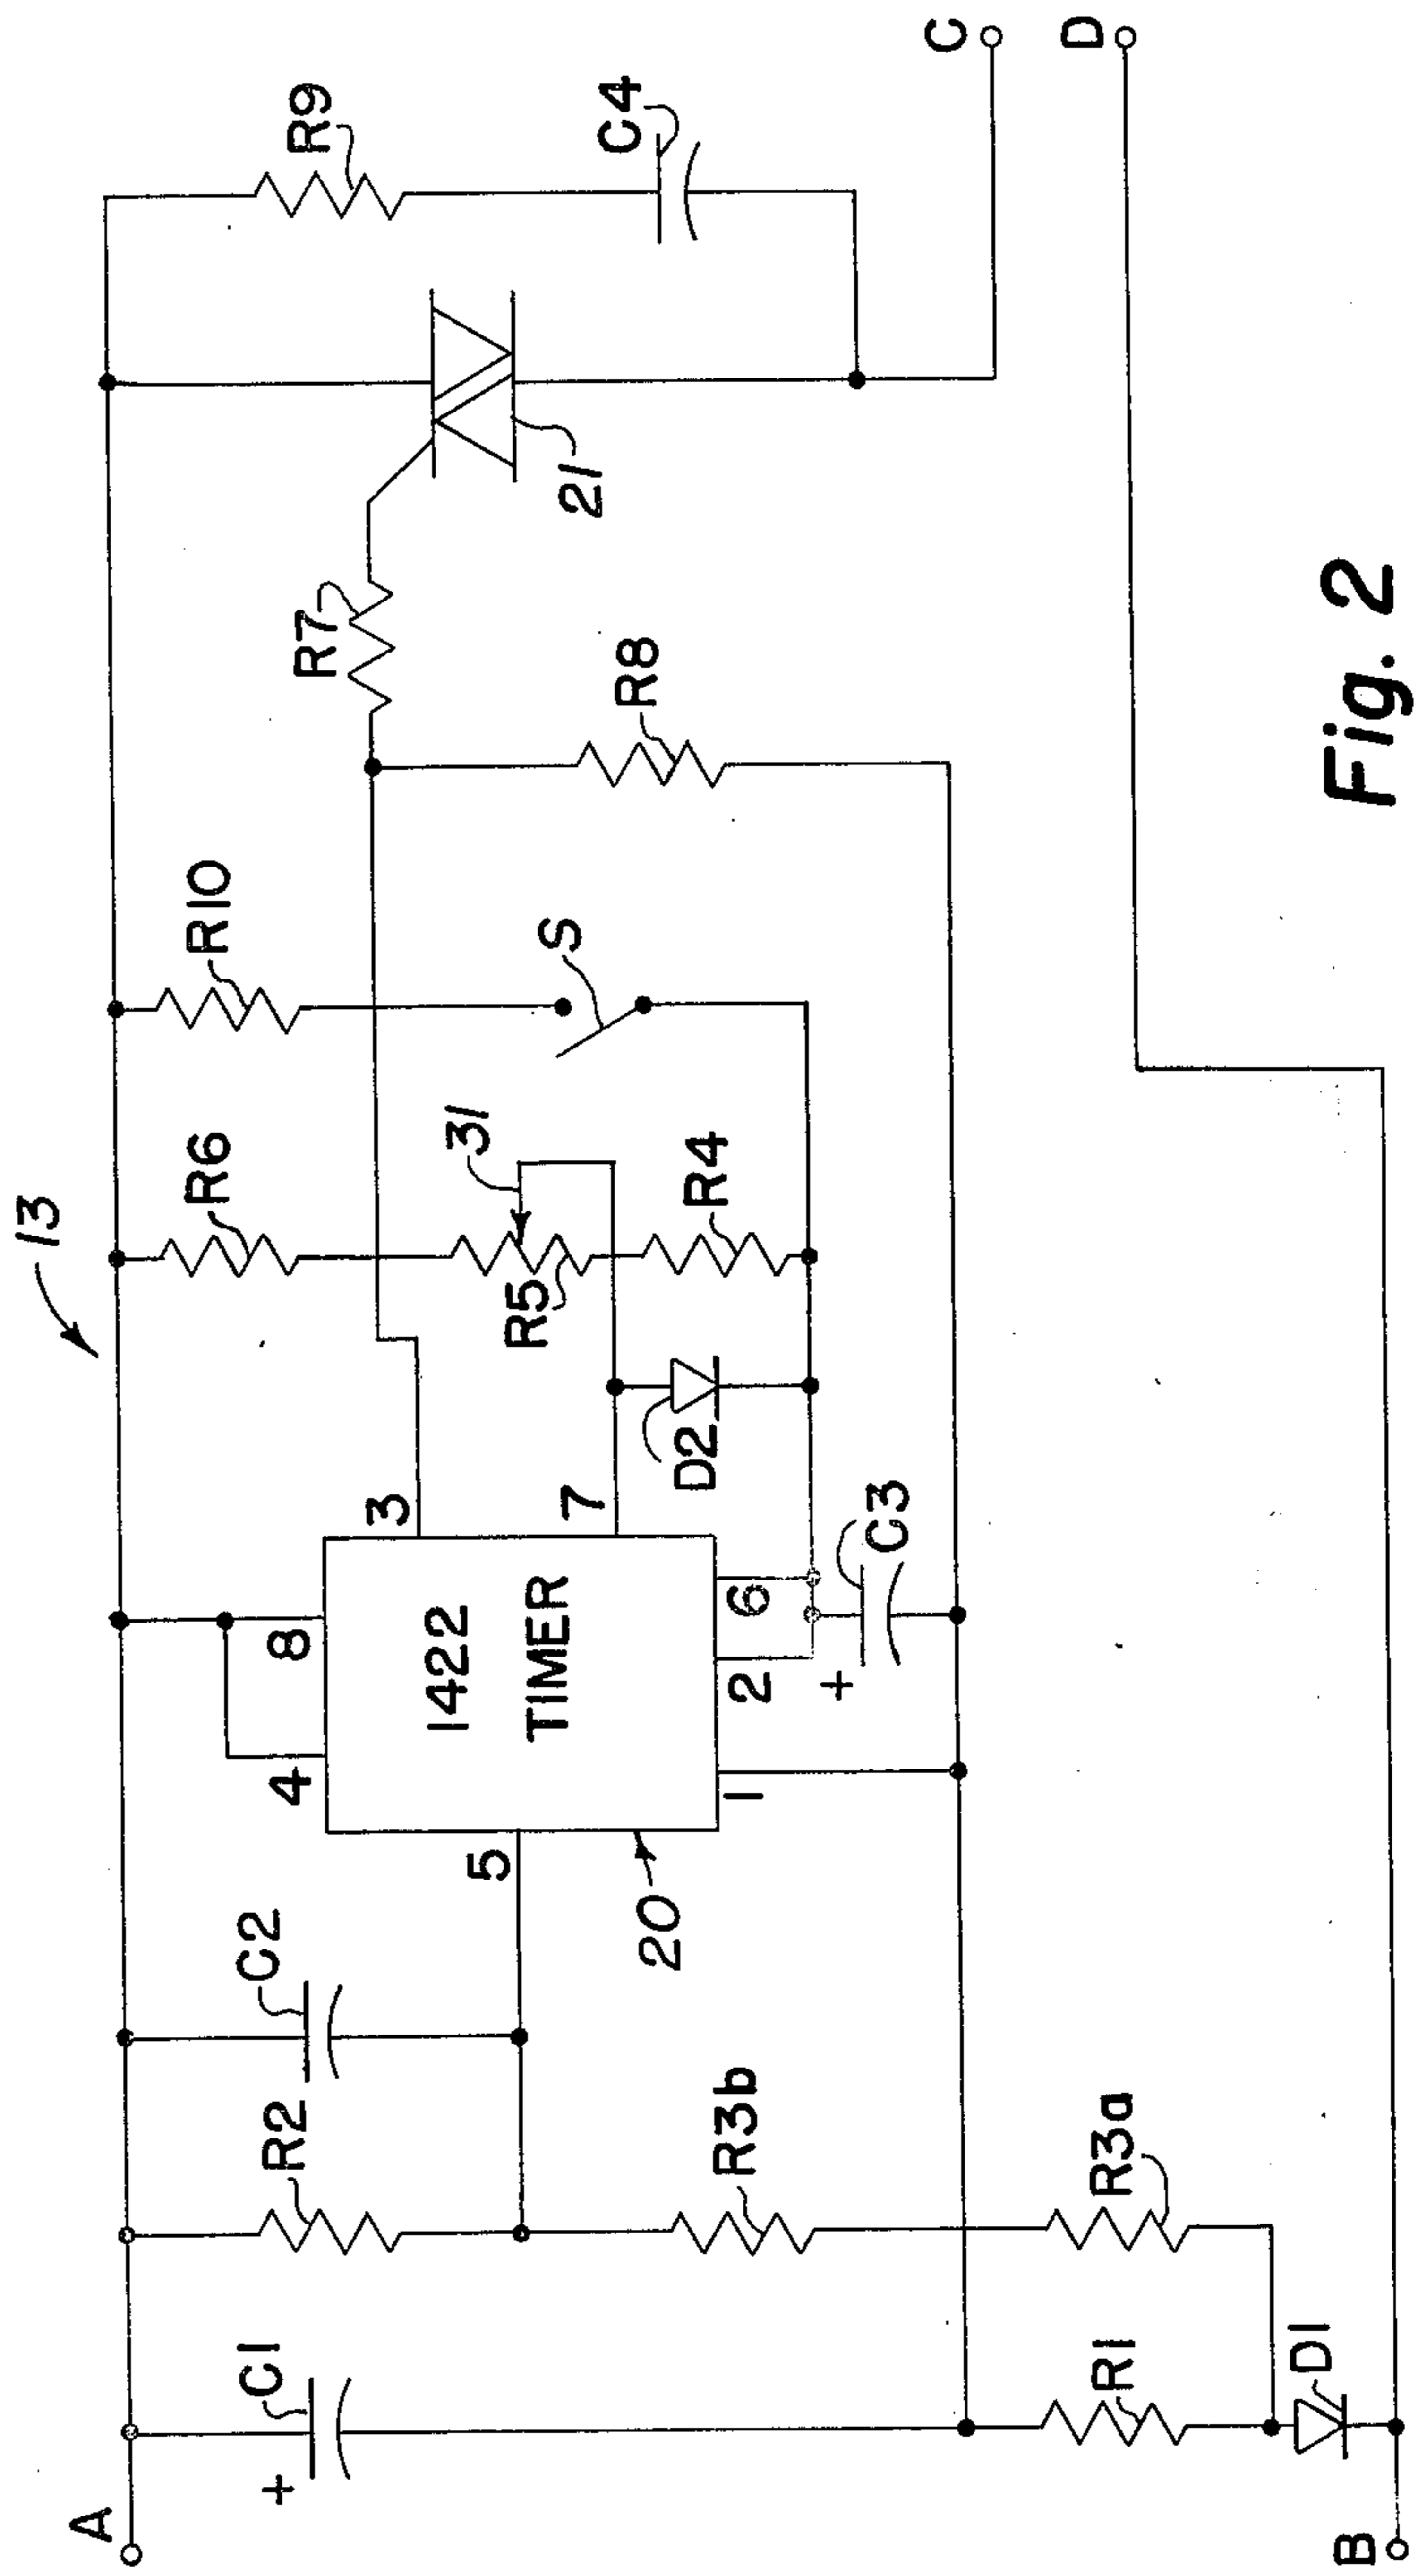 13
A
C1
+
R2
C2
4
8
3
R6
R10
R9
5
1422
TIMER
7
R5
31
S
R7
21
C4
C
20
1
2
6
+
C3
D2
R4
R8
D
R3b
R1
R3a
D1
B
Fig. 2